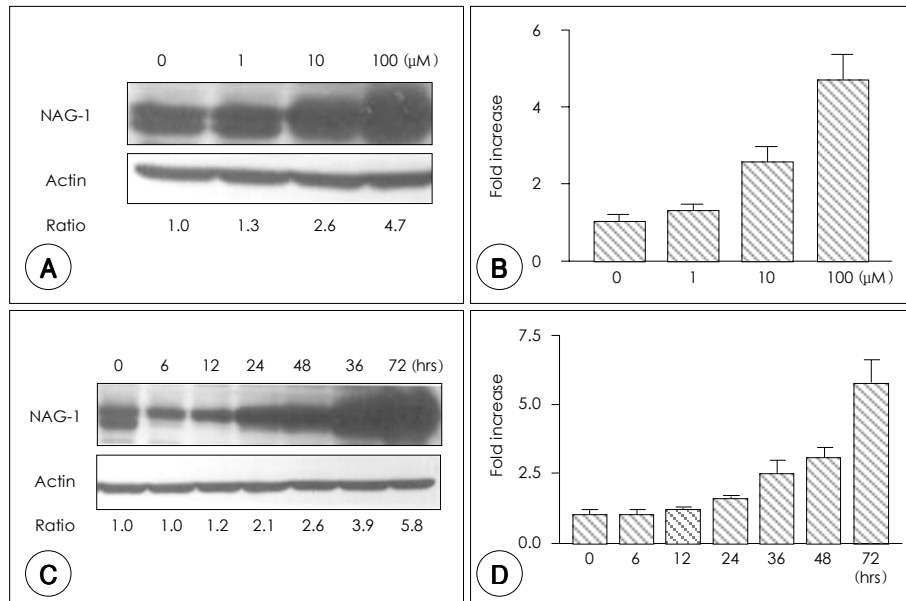 0 1 10 100 (μM)
NAG-1
Actin
Ratio 1.0 1.3 2.6 4.7
A
6
4
2
0
Fold increase
0 1 10 100 (μM)
B
0 6 12 24 48 36 72 (hrs)
NAG-1
Actin
Ratio 1.0 1.0 1.2 2.1 2.6 3.9 5.8
C
7.5
5.0
2.5
0.0
Fold increase
0 6 12 24 36 48 72
(hrs)
D